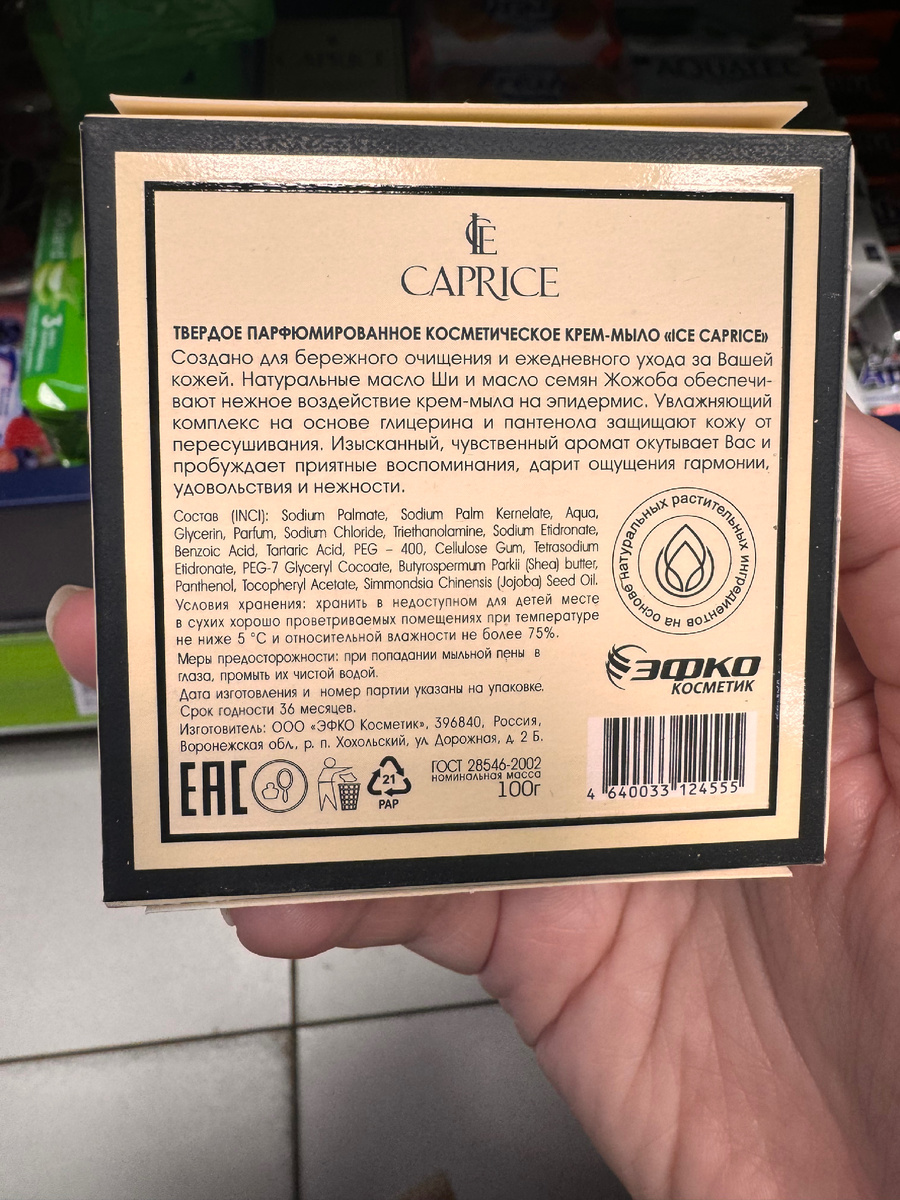 ICE
CAPRICE
ТВЕРДОЕ ПАРФЮМИРОВАННОЕ КОСМЕТИЧЕСКОЕ КРЕМ-МЫЛО «ICE CAPRICE»
Создано для бережного очищения и ежедневного ухода за Вашей
кожей. Натуральные масло Ши и масло семян Жожоба обеспечи-
вают нежное воздействие крем-мыла на эпидермис. Увлажняющий
комплекс на основе глицерина и пантенола защищают кожу от
пересушивания. Изысканный, чувственный аромат окутывает Вас и
пробуждает приятные воспоминания, дарит ощущения гармонии,
удовольствия и нежности.
Состав (INCI): Sodium Palmate, Sodium Palm Kernelate, Aqua,
Glycerin, Parfum, Sodium Chloride, Triethanolamine, Sodium Etidronate,
Benzoic Acid, Tartaric Acid, PEG – 400, Cellulose Gum, Tetrasodium
Etidronate, PEG-7 Glyceryl Cocoate, Butyrospermum Parkii (Shea) butter,
Panthenol, Tocopheryl Acetate, Simmondsia Chinensis (Jojoba) Seed Oil.
Условия хранения: хранить в недоступном для детей месте
в сухих хорошо проветриваемых помещениях при температуре
не ниже 5 °С и относительной влажности не более 75%.
Меры предосторожности: при попадании мыльной пены в
глаза, промыть их чистой водой.
Дата изготовления и номер партии указаны на упаковке.
Срок годности 36 месяцев.
Изготовитель: ООО «ЭФКО Косметик», 396840, Россия,
Воронежская обл., р. п. Хохольский, ул. Дорожная, д. 2 Б.
на основе натуральных растительных ингредиентов
ЭФКО
КОСМЕТИК
EAC
21
PAP
ГОСТ 28546-2002
номинальная масса
100г
4 640033 124555